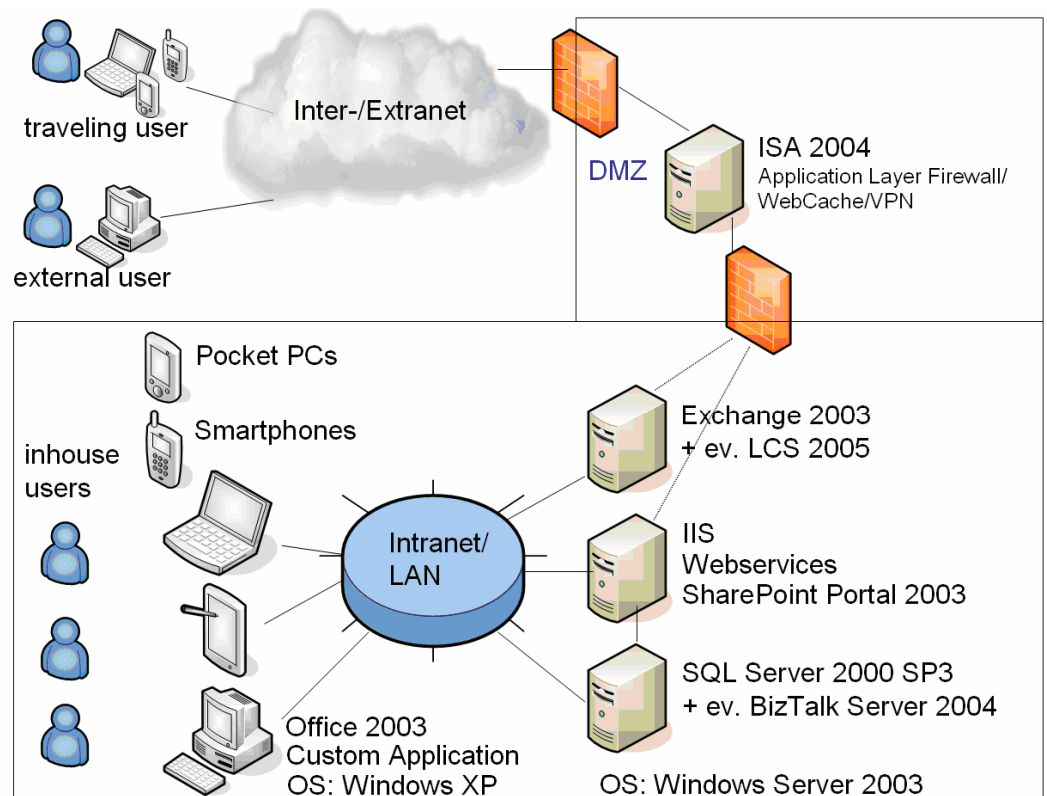 traveling user
Inter-/Extranet
external user
DMZ
ISA 2004
Application Layer Firewall/
WebCache/VPN
Pocket PCs
Smartphones
inhouse
users
Intranet/
LAN
Exchange 2003
+ ev. LCS 2005
IIS
Webservices
SharePoint Portal 2003
SQL Server 2000 SP3
+ ev. BizTalk Server 2004
Office 2003
Custom Application
OS: Windows XP
OS: Windows Server 2003